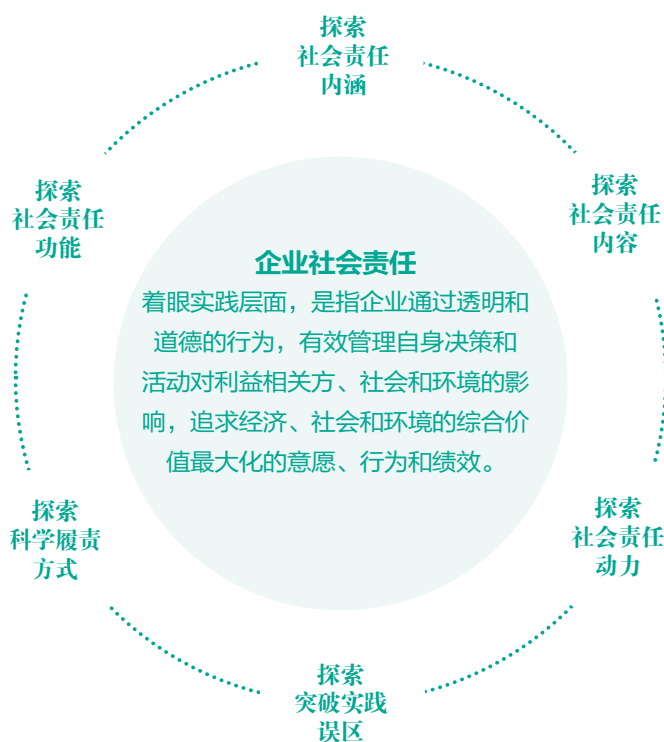 探索
社会责任
内涵
探索
社会责任
功能
探索
社会责任
内容
企业社会责任
着眼实践层面，是指企业通过透明和
道德的行为，有效管理自身决策和
活动对利益相关方、社会和环境的影
响，追求经济、社会和环境的综合价
值最大化的意愿、行为和绩效。
探索
科学履责
方式
探索
社会责任
动力
探索
突破实践
误区